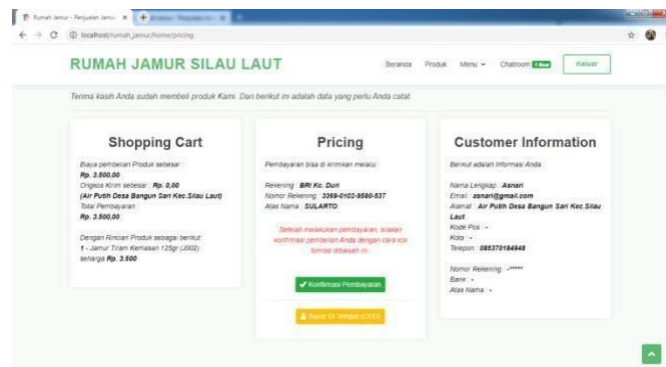 Rumah Jamur - Penjualan Jamur
localhost/rumah_jamur/home/pricing
RUMAH JAMUR SILAU LAUT
Beranda Produk Menu Chatroom Keluar
Terima kasih Anda sudah membeli produk Kami. Dan berikut ini adalah data yang perlu Anda catat.
Shopping Cart
Biaya pembelian Produk sebesar :
Rp. 3.500,00
Ongkos Kirim sebesar : Rp. 0,00
(Air Putih Desa Bangun Sari Kec.Silau Laut)
Total Pembayaran :
Rp. 3.500,00
Dengan Rincian Produk sebagai berikut:
1 - Jamur Tiram Kemasan 125gr (J002)
seharga Rp. 3.500
Pricing
Pembayaran bisa di kirimkan melalui :
Rekening : BRI Kc. Duri
Nomor Rekening : 3369-0102-9580-537
Atas Nama : SULARTO
Setelah melakukan pembayaran, silakan
konfirmasi pembelian Anda dengan cara klik
tombol dibawah ini :
Konfirmasi Pembayaran
Bayar Di Tempat (COD)
Customer Information
Berikut adalah Informasi Anda :
Nama Lengkap : Asnari
Email : asnari@gmail.com
Alamat : Air Putih Desa Bangun Sari Kec.Silau
Laut
Kode Pos : -
Kota : -
Telepon : 085370184948
Nomor Rekening : -*****
Bank : -
Atas Nama : -